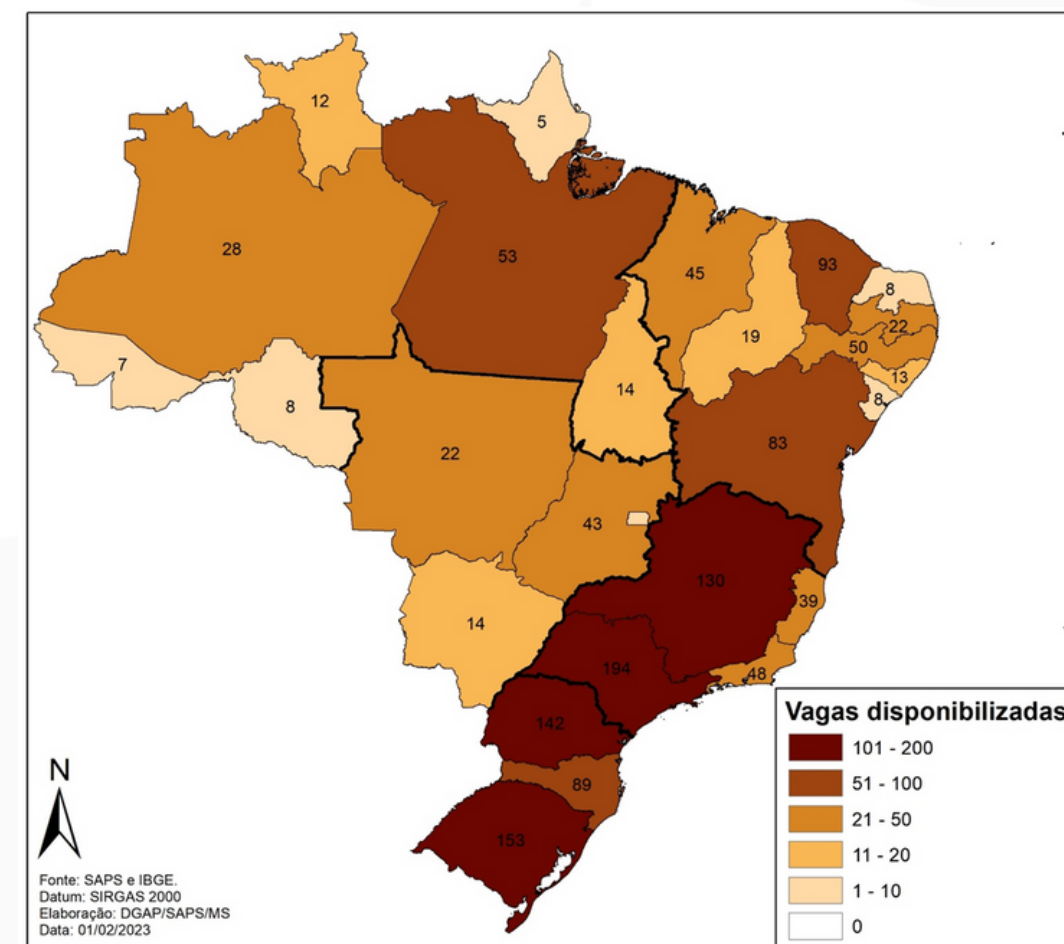 12
5
28
53
45
93
8
22
19
50
7
13
14
8
8
83
22
43
130
39
14
194
48
142
89
153
Vagas disponibilizadas
101 - 200
51 - 100
21 - 50
11 - 20
1 - 10
0
N
Fonte: SAPS e IBGE.
Datum: SIRGAS 2000
Elaboração: DGAP/SAPS/MS
Data: 01/02/2023